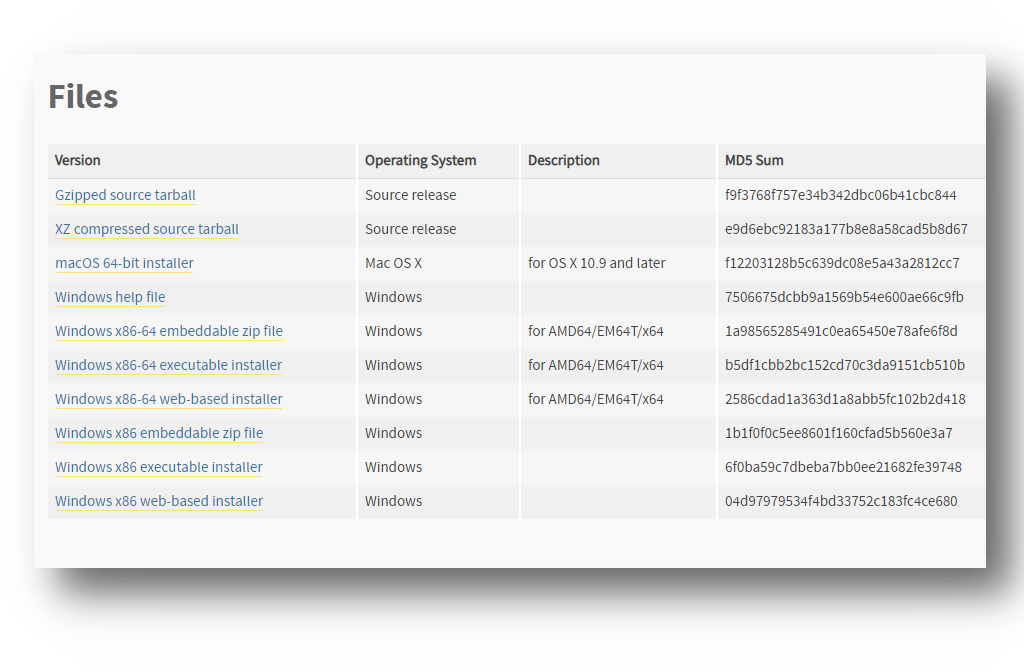 Files
Version Operating System Description MD5 Sum
Gzipped source tarball Source release f9f3768f757e34b342dbc06b41cbc844
XZ compressed source tarball Source release e9d6ebc92183a177b8e8a58cad5b8d67
macOS 64-bit installer Mac OS X for OS X 10.9 and later f12203128b5c639dc08e5a43a2812cc7
Windows help file Windows 7506675dcbb9a1569b54e600ae66c9fb
Windows x86-64 embeddable zip file Windows for AMD64/EM64T/x64 1a98565285491c0ea65450e78afe6f8d
Windows x86-64 executable installer Windows for AMD64/EM64T/x64 b5df1cbb2bc152cd70c3da9151cb510b
Windows x86-64 web-based installer Windows for AMD64/EM64T/x64 2586cdad1a363d1a8abb5fc102b2d418
Windows x86 embeddable zip file Windows 1b1f0f0c5ee8601f160cfad5b560e3a7
Windows x86 executable installer Windows 6f0ba59c7dbeba7bb0ee21682fe39748
Windows x86 web-based installer Windows 04d97979534f4bd33752c183fc4ce680